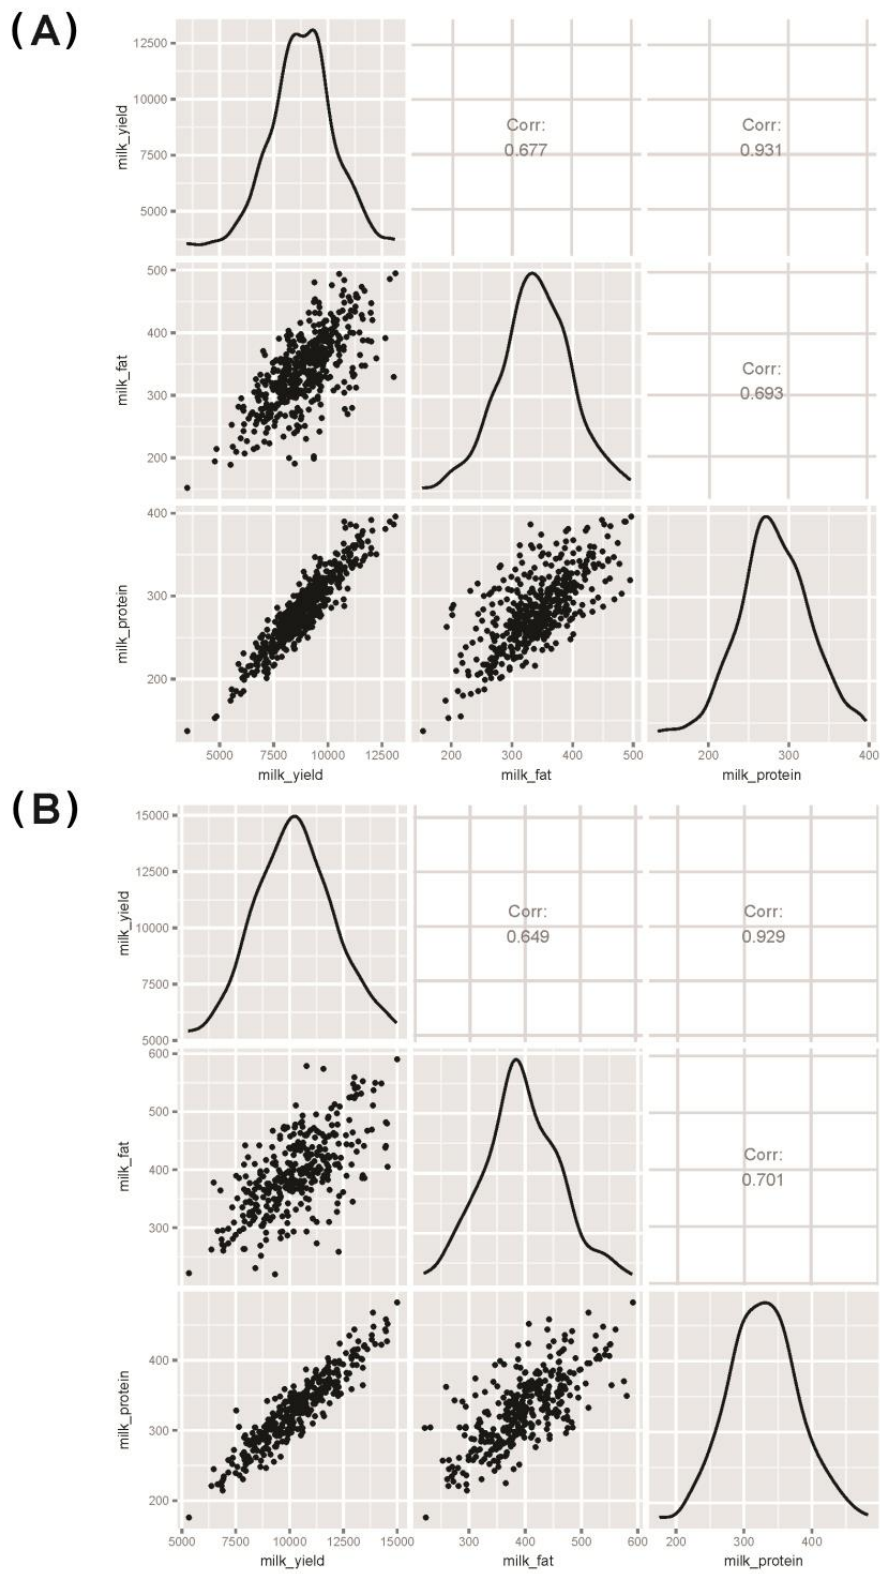 (A)
12500
10000
7500
5000
milk_yield
Corr:
0.677
Corr:
0.931
500
400
300
200
milk_fat
Corr:
0.693
400
300
200
milk_protein
5000 7500 10000 12500
200 300 400 500
200 300 400
milk_yield milk_fat milk_protein
(B)
15000
12500
10000
7500
5000
milk_yield
Corr:
0.649
Corr:
0.929
600
500
400
300
milk_fat
Corr:
0.701
400
300
200
milk_protein
5000 7500 10000 12500 15000
300 400 500 600
200 300 400
milk_yield milk_fat milk_protein